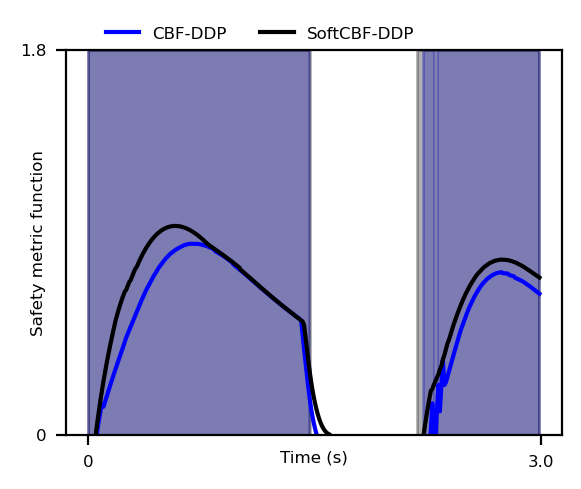 CBF-DDP SoftCBF-DDP
1.8
Safety metric function
0
0 Time (s) 3.0